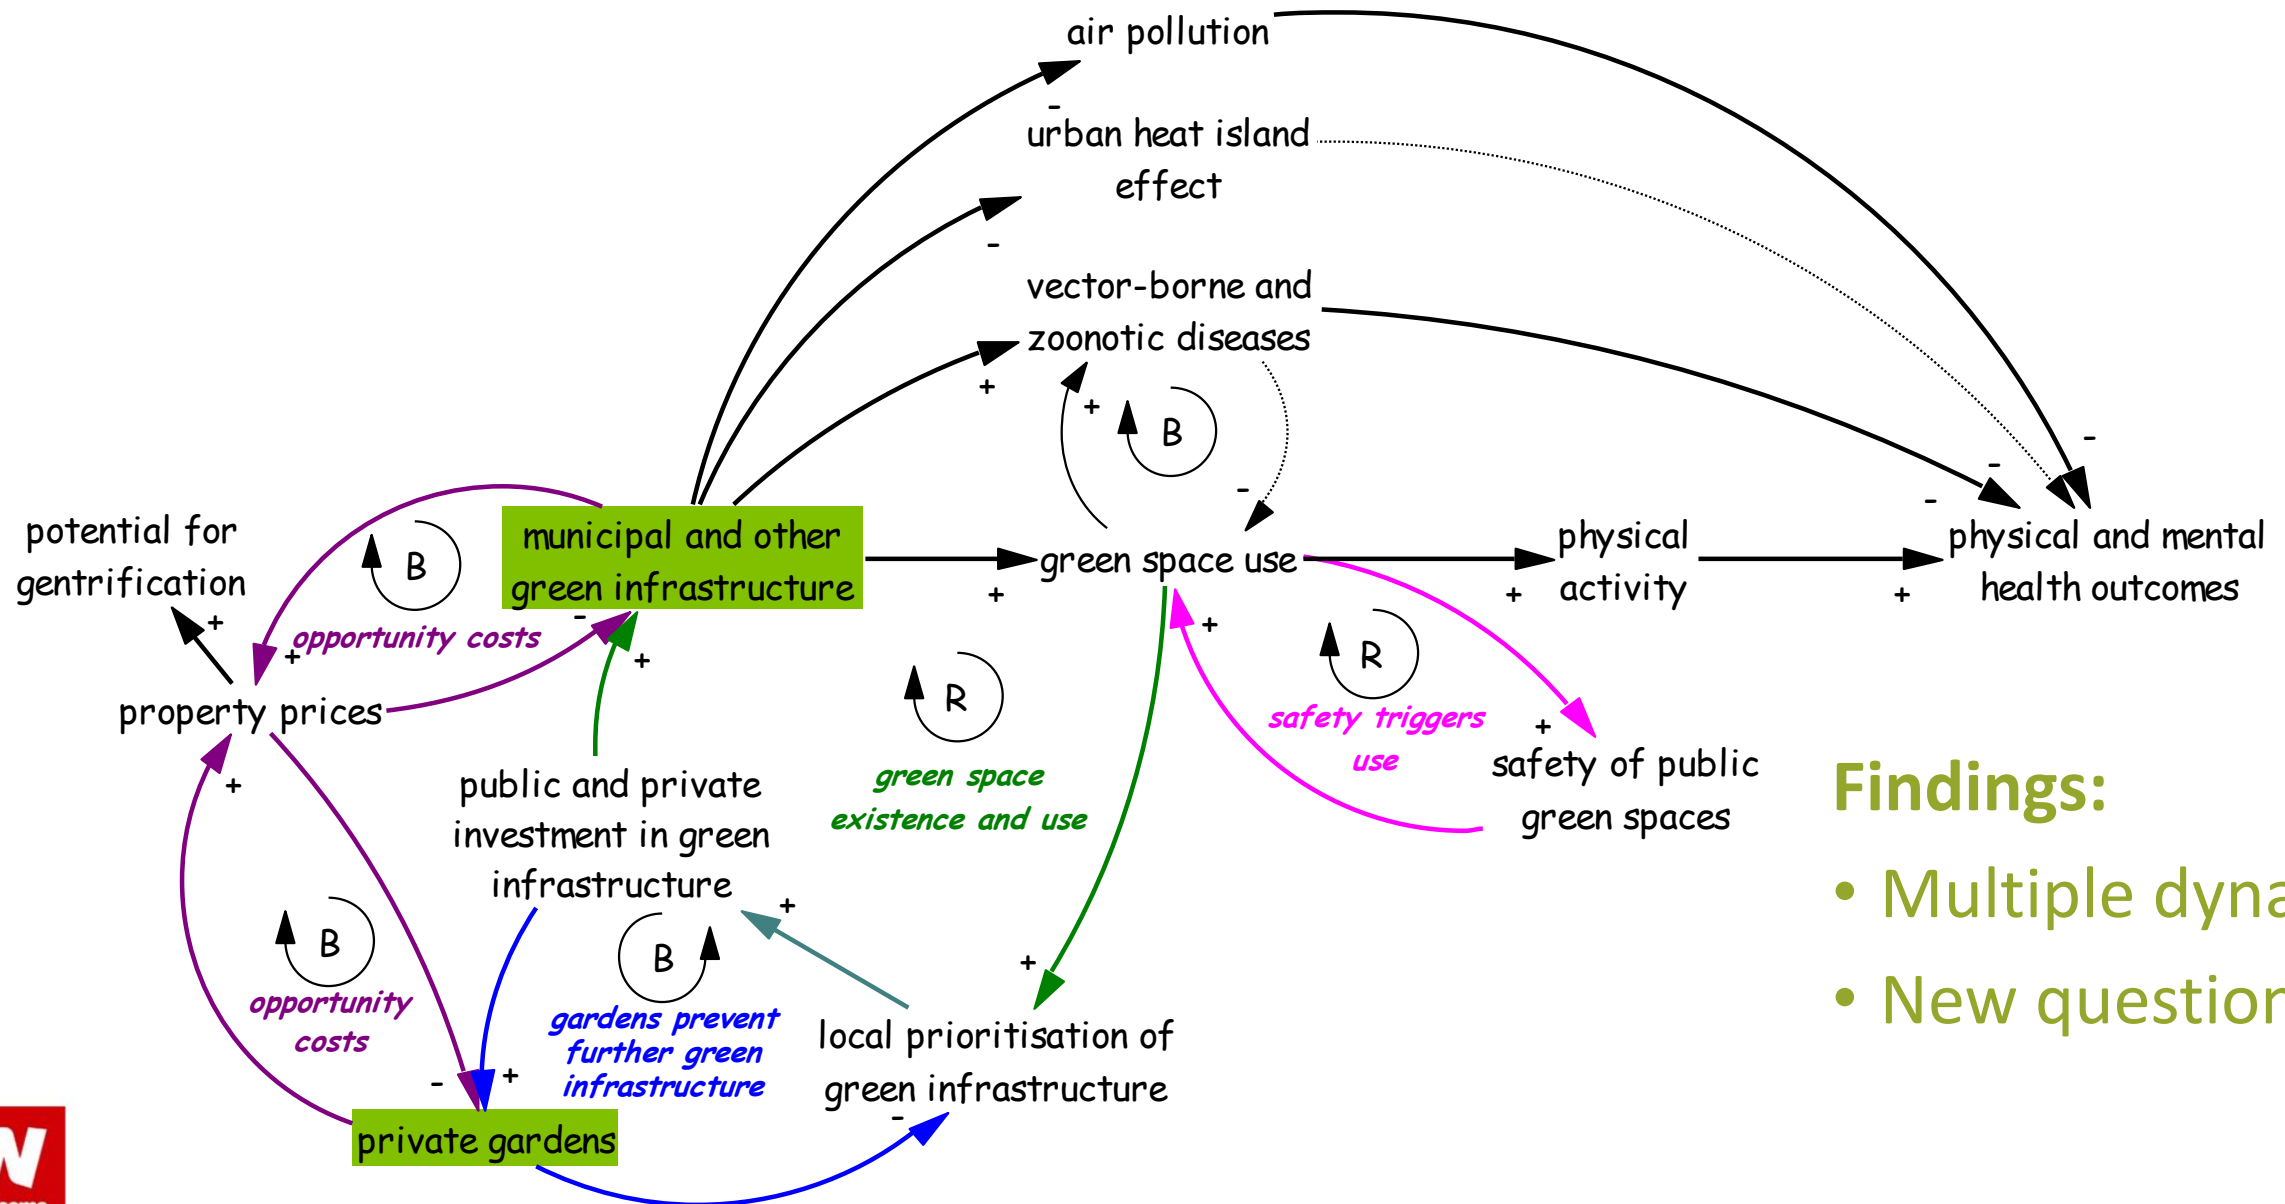 air pollution
-
urban heat island
effect
-
vector-borne and
zoonotic diseases
+
+
B
-
-
-
-
potential for
gentrification
B
municipal and other
green infrastructure
green space use
physical
activity
physical and mental
health outcomes
+
+
+
+
-
+
opportunity costs
+
+
R
R
safety triggers
use
property prices
+
safety of public
green spaces
+
public and private
investment in green
infrastructure
green space
existence and use
Findings:
• Multiple
• New
+
B
B
+
opportunity
costs
gardens prevent
further green
infrastructure
local prioritisation of
green infrastructure
-
+
-
private gardens
W